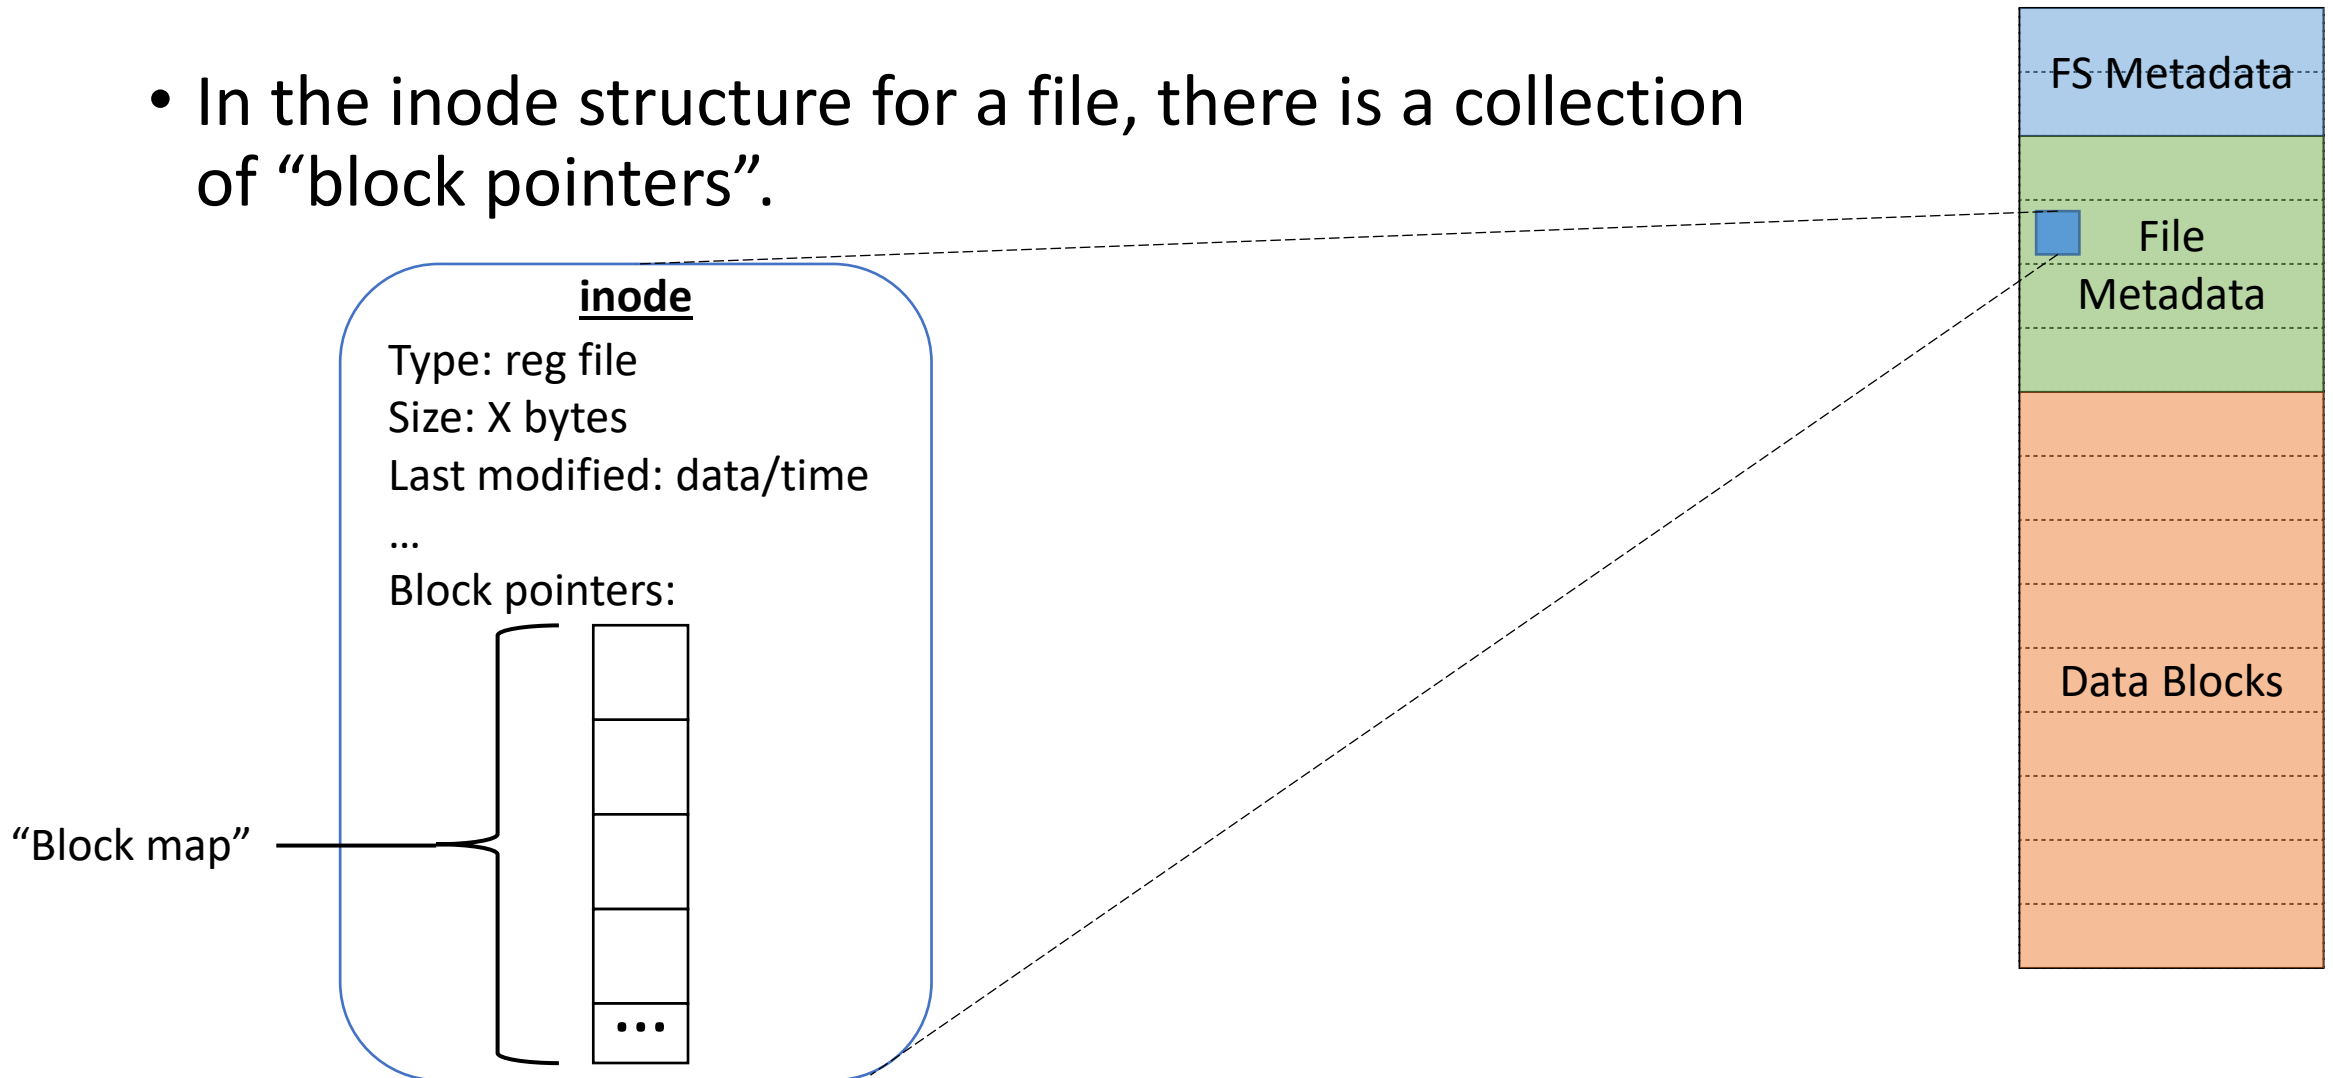 • In the inode structure for a file, there is a collection
of “block pointers”.
inode
Type: reg file
Size: X bytes
Last modified: data/time
…
Block pointers:
…
“Block map”
FS Metadata
File
Metadata
Data Blocks